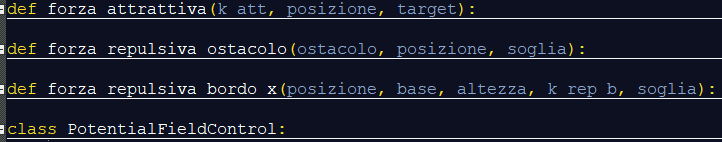 def forza attrattiva(k att, posizione, target):
def forza repulsiva ostacolo(ostacolo, posizione, soglia):
def forza repulsiva bordo x(posizione, base, altezza, k rep b, soglia):
class PotentialFieldControl: